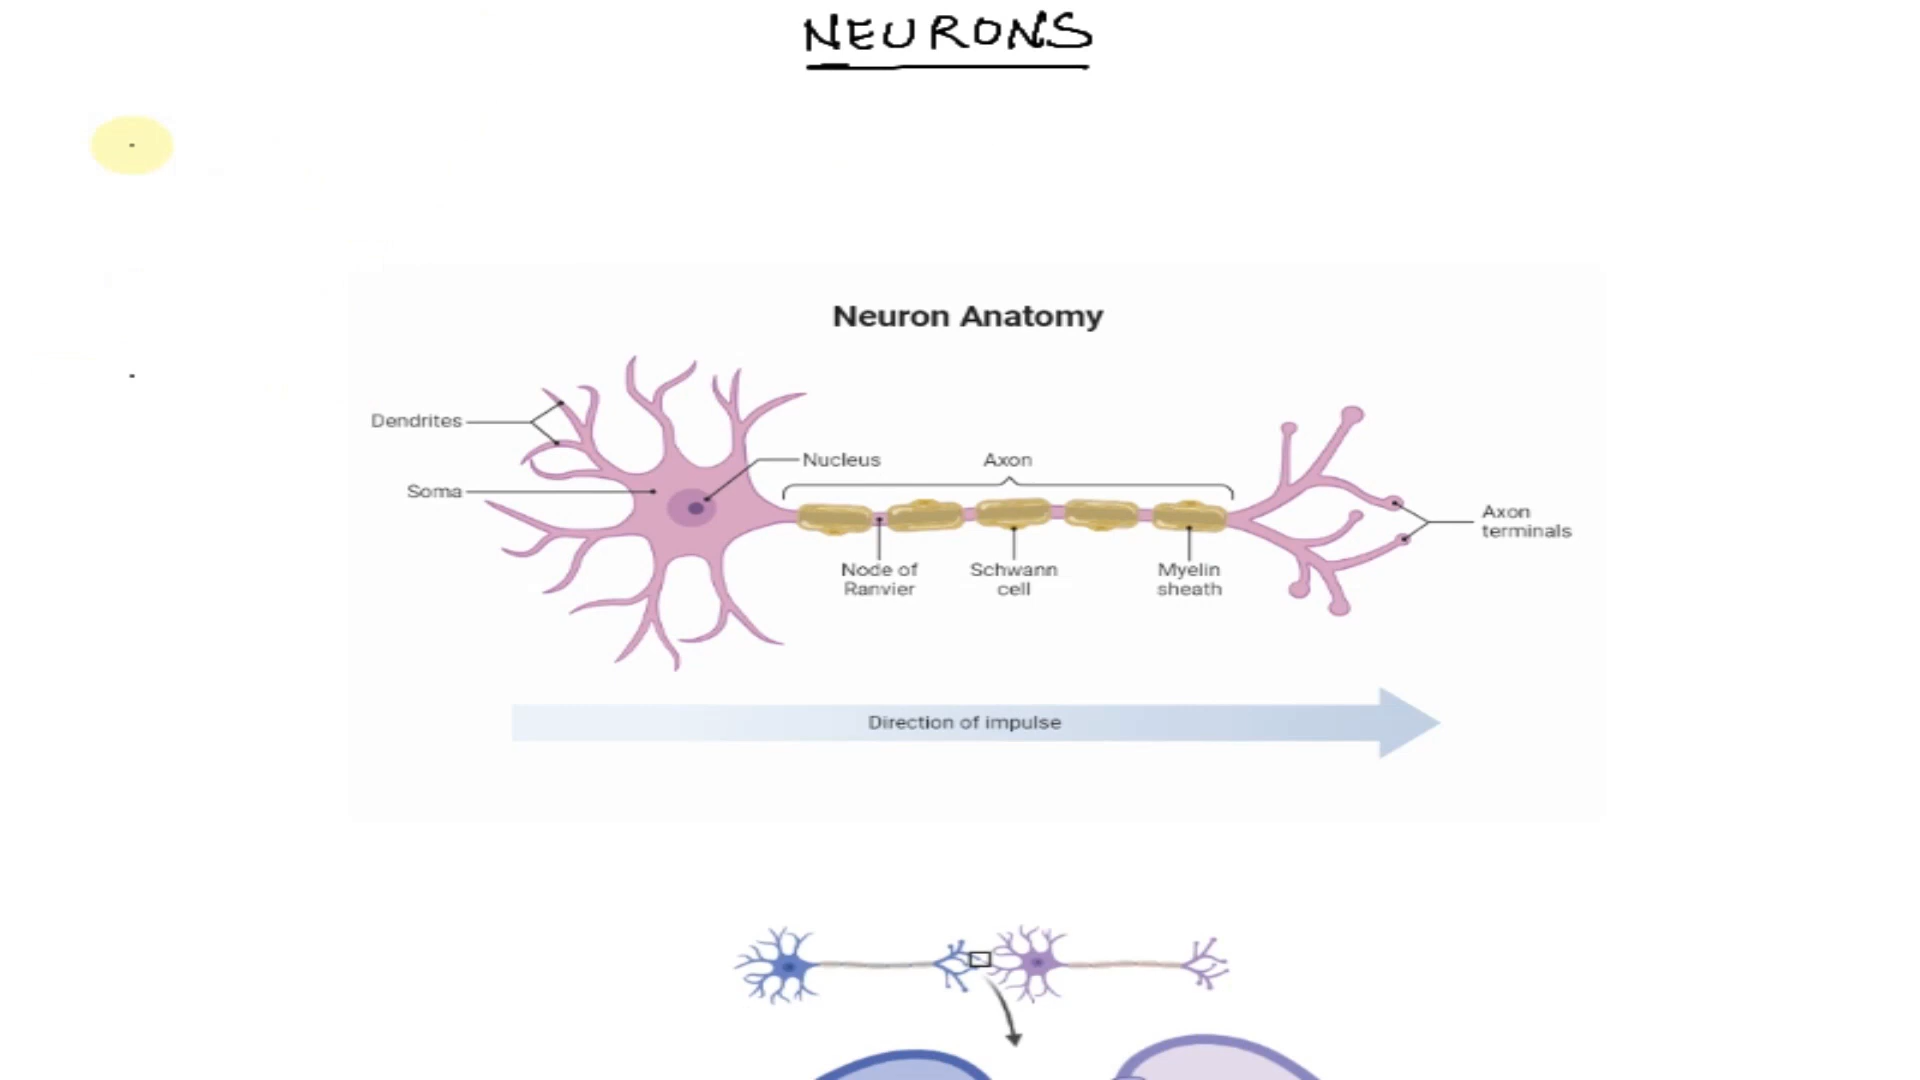 NEURONS
Neuron Anatomy
Dendrites
Nucleus
Axon
Soma
Axon
terminals
Node of
Ranvier
Schwann
cell
Myelin
sheath
Direction of impulse